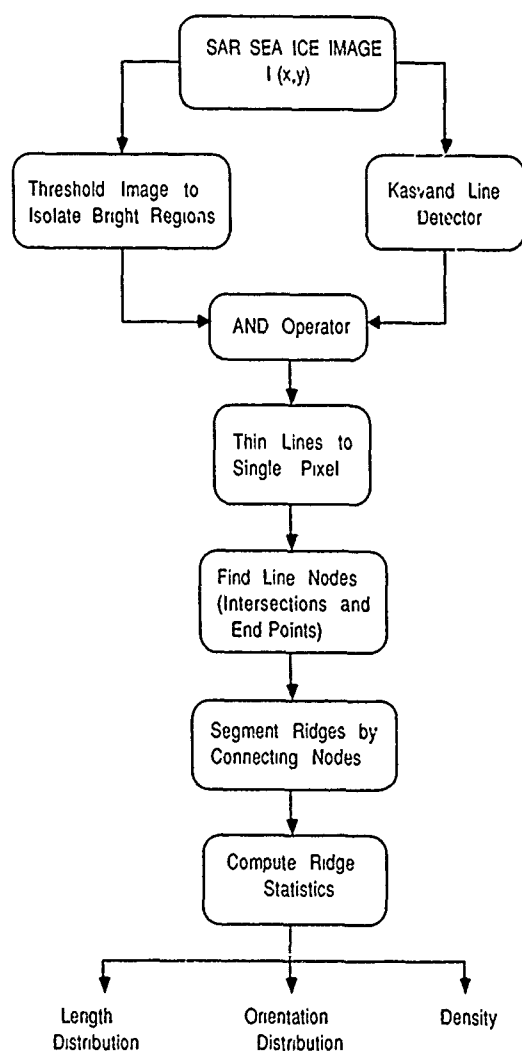 SAR SEA ICE IMAGE
I (x,y)
Threshold Image to
Isolate Bright Regions
Kasvand Line
Detector
AND Operator
Thin Lines to
Single Pixel
Find Line Nodes
(Intersections and
End Points)
Segment Ridges by
Connecting Nodes
Compute Ridge
Statistics
Length
Distribution
Orientation
Distribution
Density